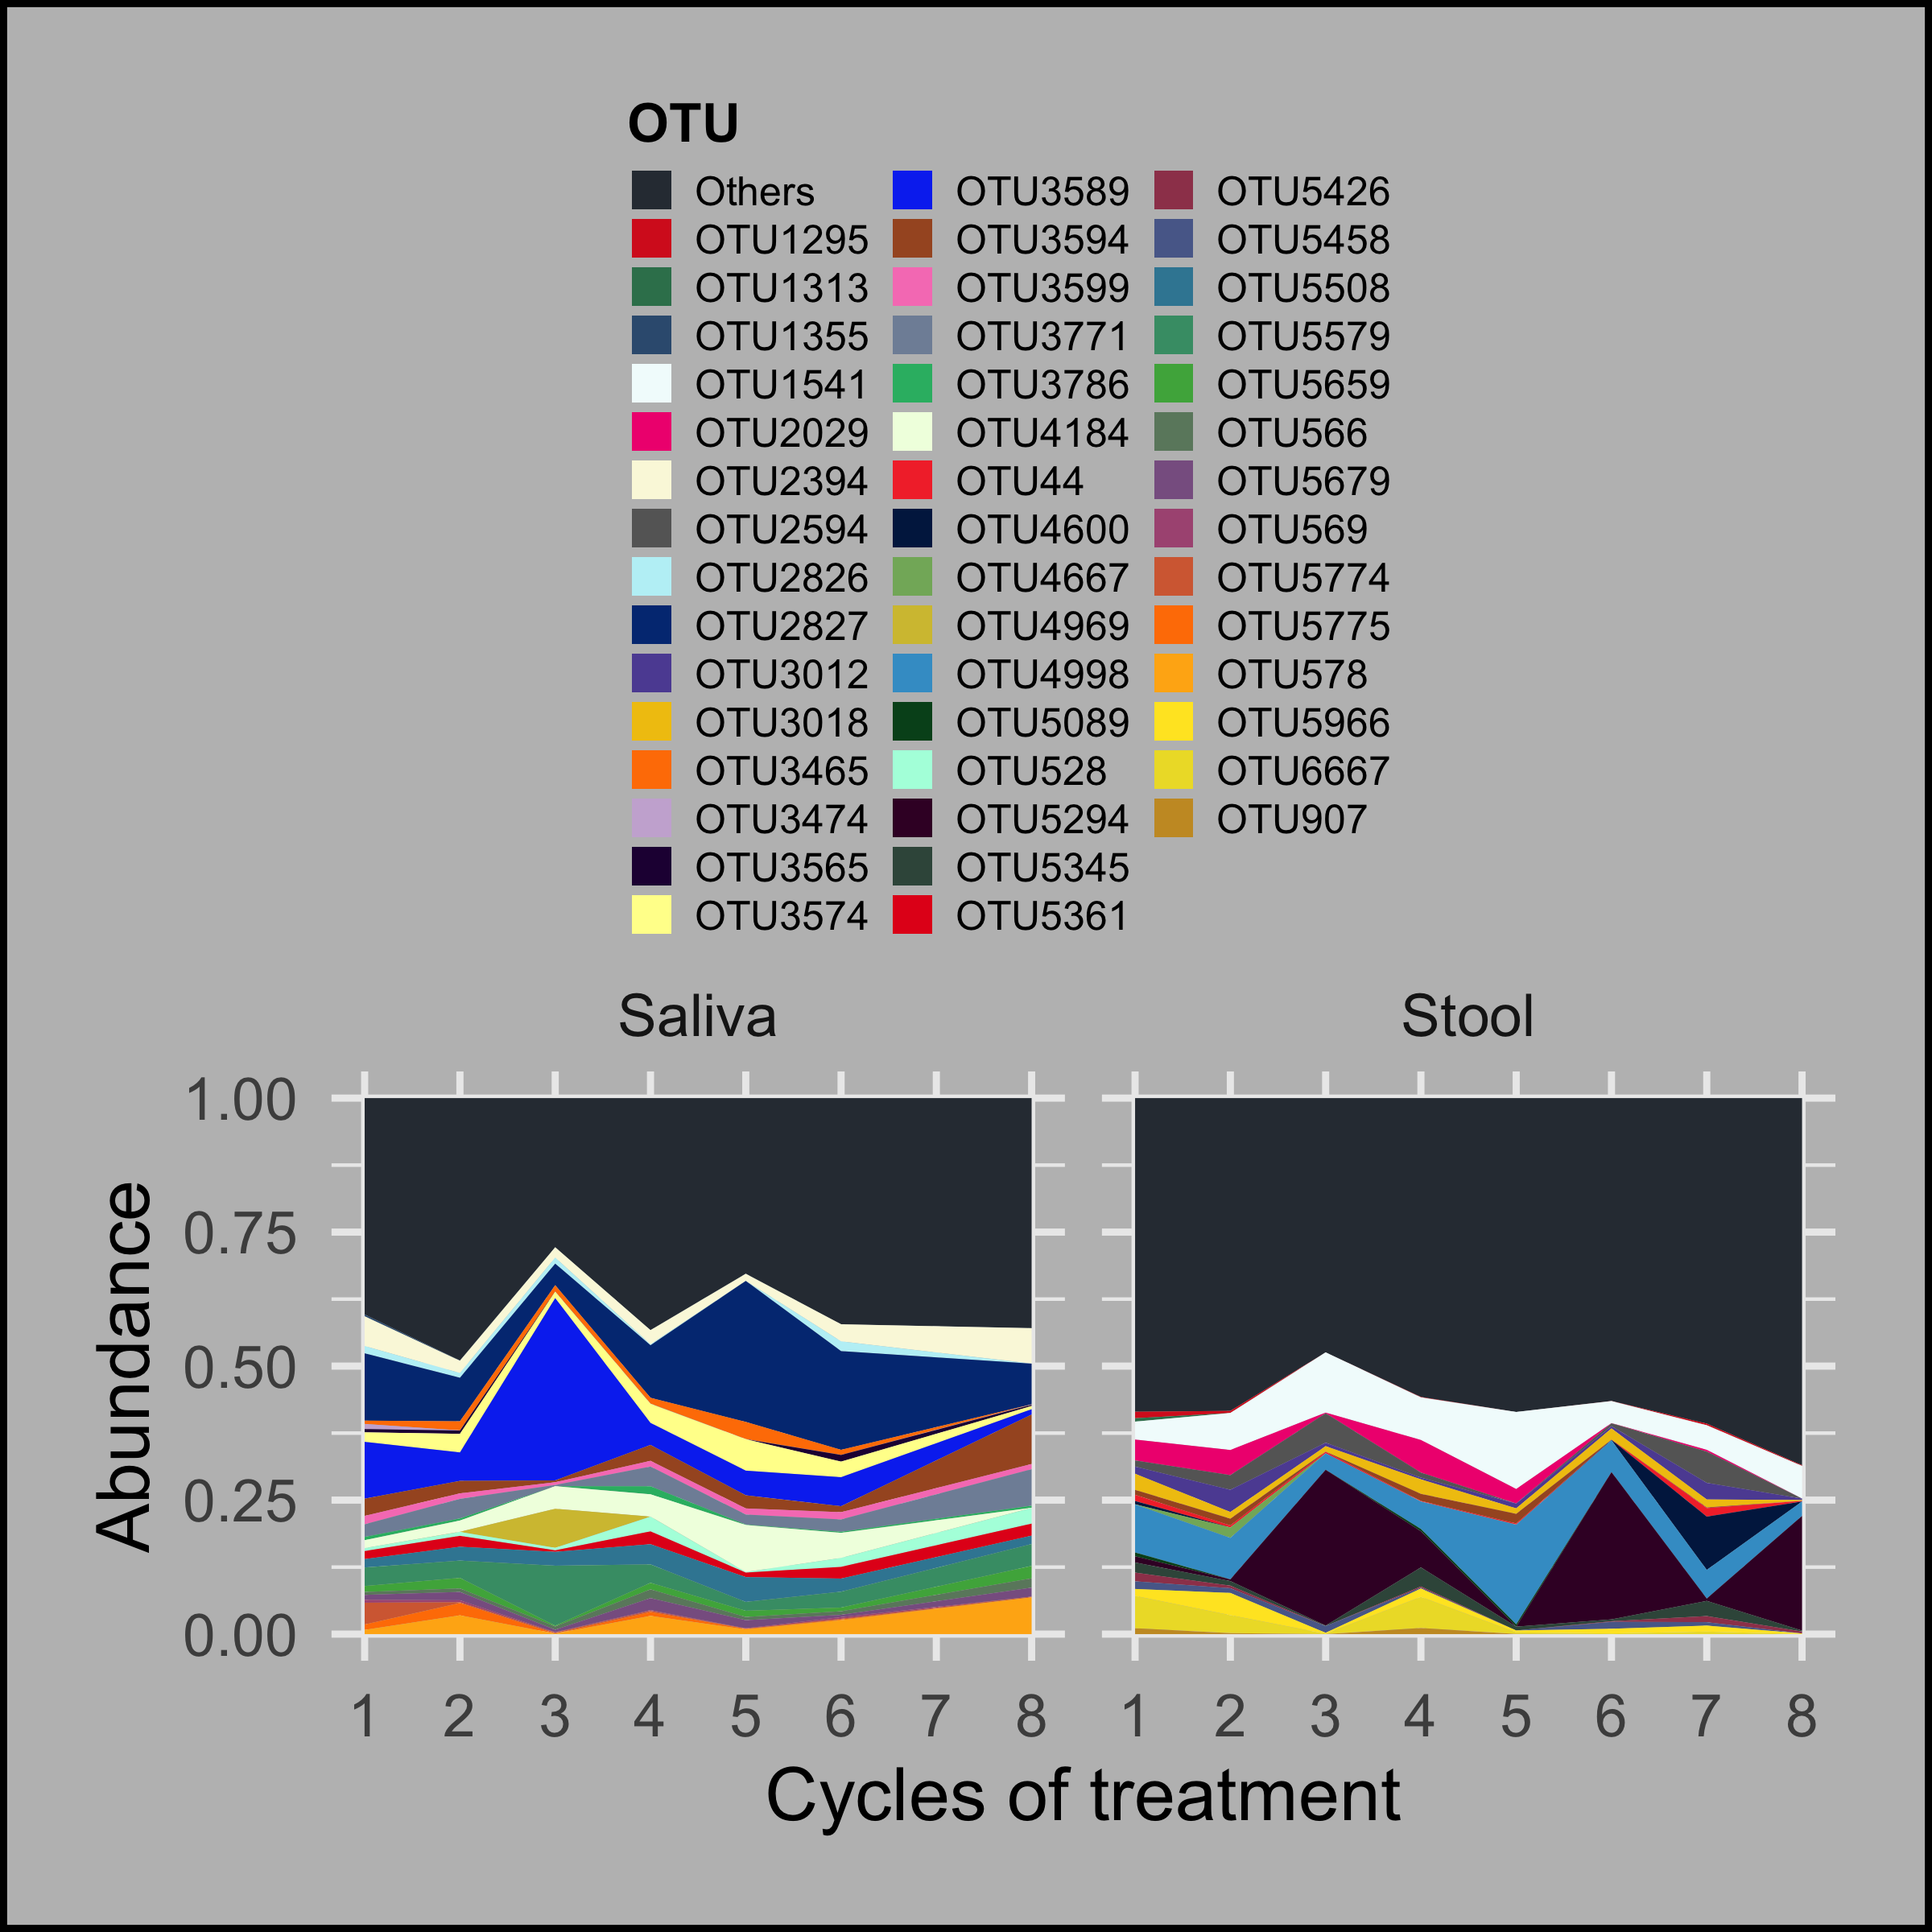 OTU
Others
OTU1295
OTU1313
OTU1355
OTU1541
OTU2029
OTU2394
OTU2594
OTU2826
OTU2827
OTU3012
OTU3018
OTU3465
OTU3474
OTU3565
OTU3574
OTU3589
OTU3594
OTU3599
OTU3771
OTU3786
OTU4184
OTU44
OTU4600
OTU4667
OTU4969
OTU4998
OTU5089
OTU528
OTU5294
OTU5345
OTU5361
OTU5426
OTU5458
OTU5508
OTU5579
OTU5659
OTU566
OTU5679
OTU569
OTU5774
OTU5775
OTU578
OTU5966
OTU6667
OTU907
Saliva
Stool
Abundance
1.00
0.75
0.50
0.25
0.00
1 2 3 4 5 6 7 8
1 2 3 4 5 6 7 8
Cycles of treatment